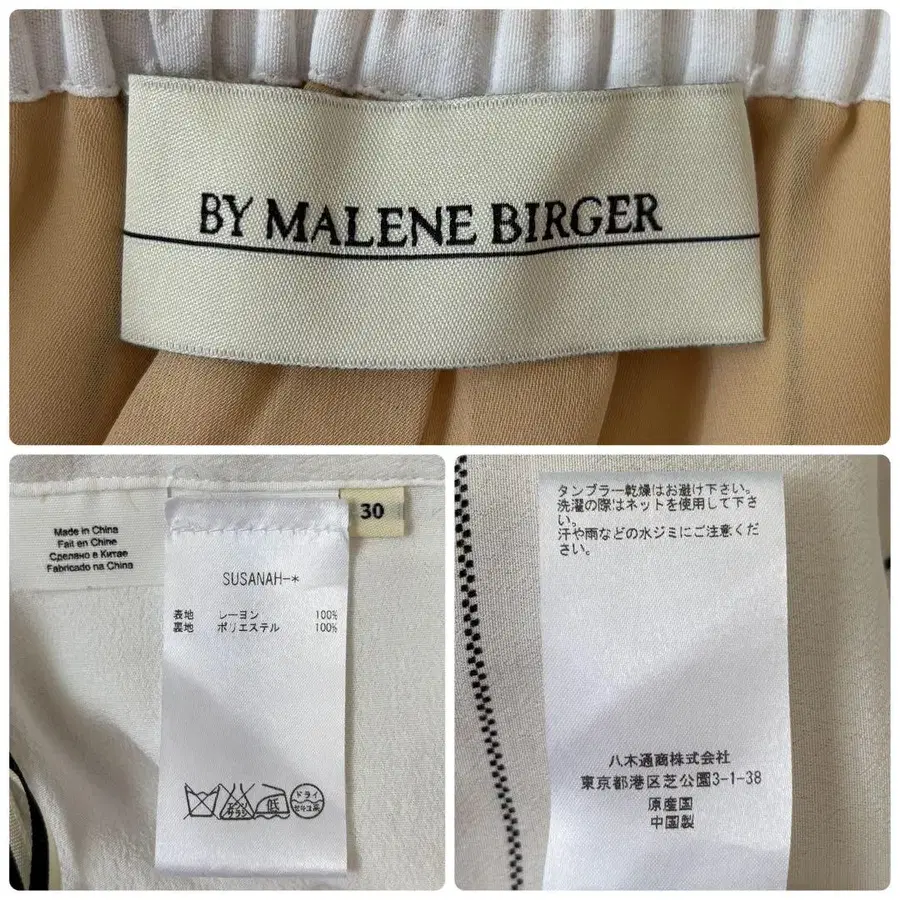 BY MALENE BIRGER
Made in China
Fait en Chine
Сделано в Китае
Fabricado na China
30
SUSANAH-*
表地 レーヨン 100%
裏地 ポリエステル 100%
低
ドライ
セキユ系
タンブラー乾燥はお避け下さい。
洗濯の際はネットを使用して下さ
い。
汗や雨などの水ジミにご注意くだ
さい。
八木通商株式会社
東京都港区芝公園3-1-38
原産国
中国製